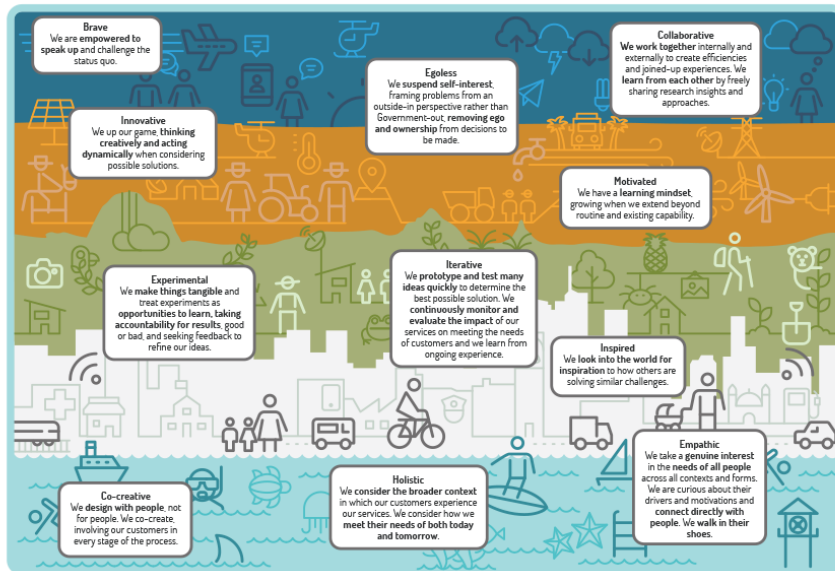 Brave
We are empowered to
speak up and challenge the
status quo.
Egoless
We suspend self-interest,
framing problems from an
outside-in perspective rather than
Government-out, removing ego
and ownership from decisions to
be made.
Collaborative
We work together internally and
externally to create efficiencies
and joined-up experiences. We
learn from each other by freely
sharing research insights and
approaches.
Innovative
We up our game, thinking
creatively and acting
dynamically when considering
possible solutions.
Motivated
We have a learning mindset,
growing when we extend beyond
routine and existing capability.
Experimental
We make things tangible and
treat experiments as
opportunities to learn, taking
accountability for results, good
or bad, and seeking feedback to
refine our ideas.
Iterative
We prototype and test many
ideas quickly to determine the
best possible solution. We
continuously monitor and
evaluate the impact of our
services on meeting the needs
of customers and we learn from
ongoing experience.
Inspired
We look into the world for
inspiration to how others are
solving similar challenges.
Co-creative
We design with people, not
for people. We co-create,
involving our customers in
every stage of the process.
Holistic
We consider the broader context
in which our customers experience
our services. We consider how we
meet their needs of both today
and tomorrow.
Empathic
We take a genuine interest
in the needs of all people
across all contexts and forms.
We are curious about their
drivers and motivations and
connect directly with
people. We walk in their
shoes.